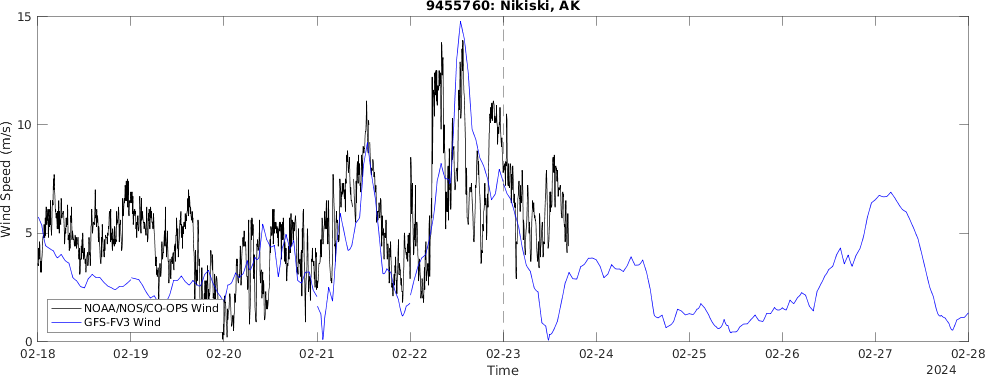 9455760: Nikiski, AK
15
10
5
0
Wind Speed (m/s)
NOAA/NOS/CO-OPS Wind
GFS-FV3 Wind
02-18 02-19 02-20 02-21 02-22 02-23 02-24 02-25 02-26 02-27 02-28
Time
2024